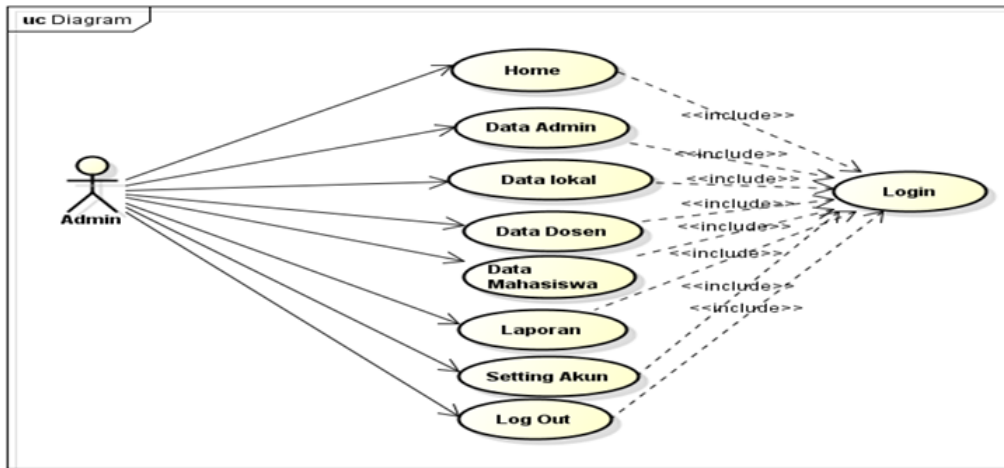 uc Diagram
Home
<<include>>
Data Admin
<<include>>
Data lokal
<<include>>
Login
Admin
<<include>>
Data Dosen
<<include>>
<<include>>
Data
Mahasiswa
<<include>>
<<include>>
Laporan
Setting Akun
Log Out